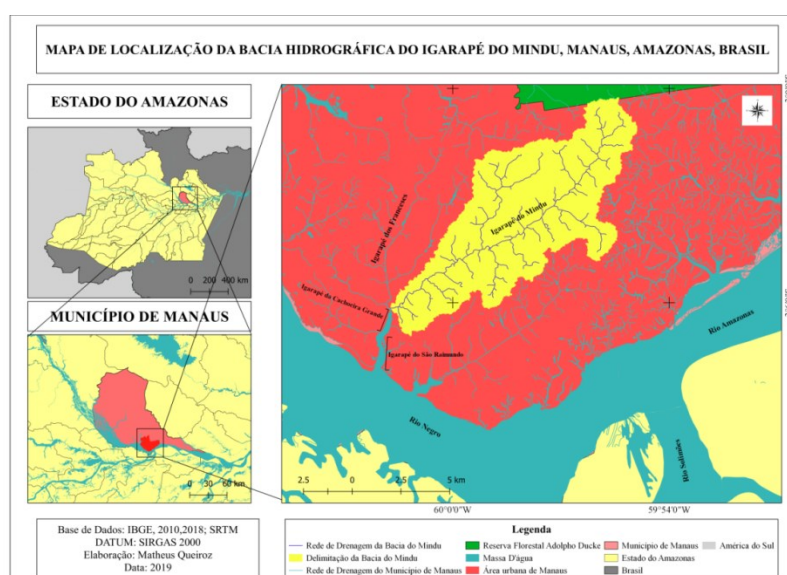 MAPA DE LOCALIZAÇÃO DA BACIA HIDROGRÁFICA DO IGARAPÉ DO MINDU, MANAUS, AMAZONAS, BRASIL
ESTADO DO AMAZONAS
0 200 400 km
MUNICÍPIO DE MANAUS
0 30 60 km
Igarapé dos Franceses
Igarapé do Mindu
Igarapé da Cachoeira Grande
Igarapé de São Raimundo
Rio Negro
Rio Amazonas
Rio Solimões
2.5 0 2.5 5 km
60°0'0"W
59°54'0"W
Base de Dados: IBGE, 2010,2018; SRTM
DATUM: SIRGAS 2000
Elaboração: Matheus Queiroz
Data: 2019
Legenda
Rede de Drenagem da Bacia do Mindu
Delimitação da Bacia do Mindu
Rede de Drenagem do Município de Manaus
Reserva Florestal Adolpho Ducke
Massa D'água
Área urbana de Manaus
Município de Manaus
Estado do Amazonas
Brasil
América do Sul